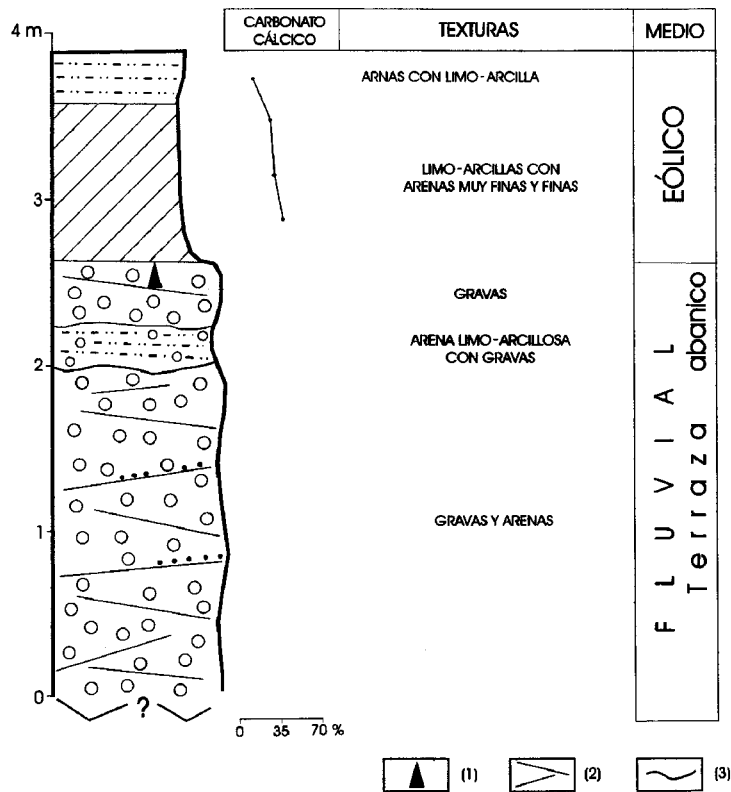 4 m
CARBONATO
CÁLCICO
TEXTURAS
MEDIO
ARNAS CON LIMO-ARCILLA
LIMO-ARCILLAS CON
ARENAS MUY FINAS Y FINAS
EÓLICO
3
GRAVAS
ARENA LIMO-ARCILLOSA
CON GRAVAS
2
GRAVAS Y ARENAS
1
FLUVIAL
Terraza abanico
0
?
0 35 70 %
(1) (2) (3)